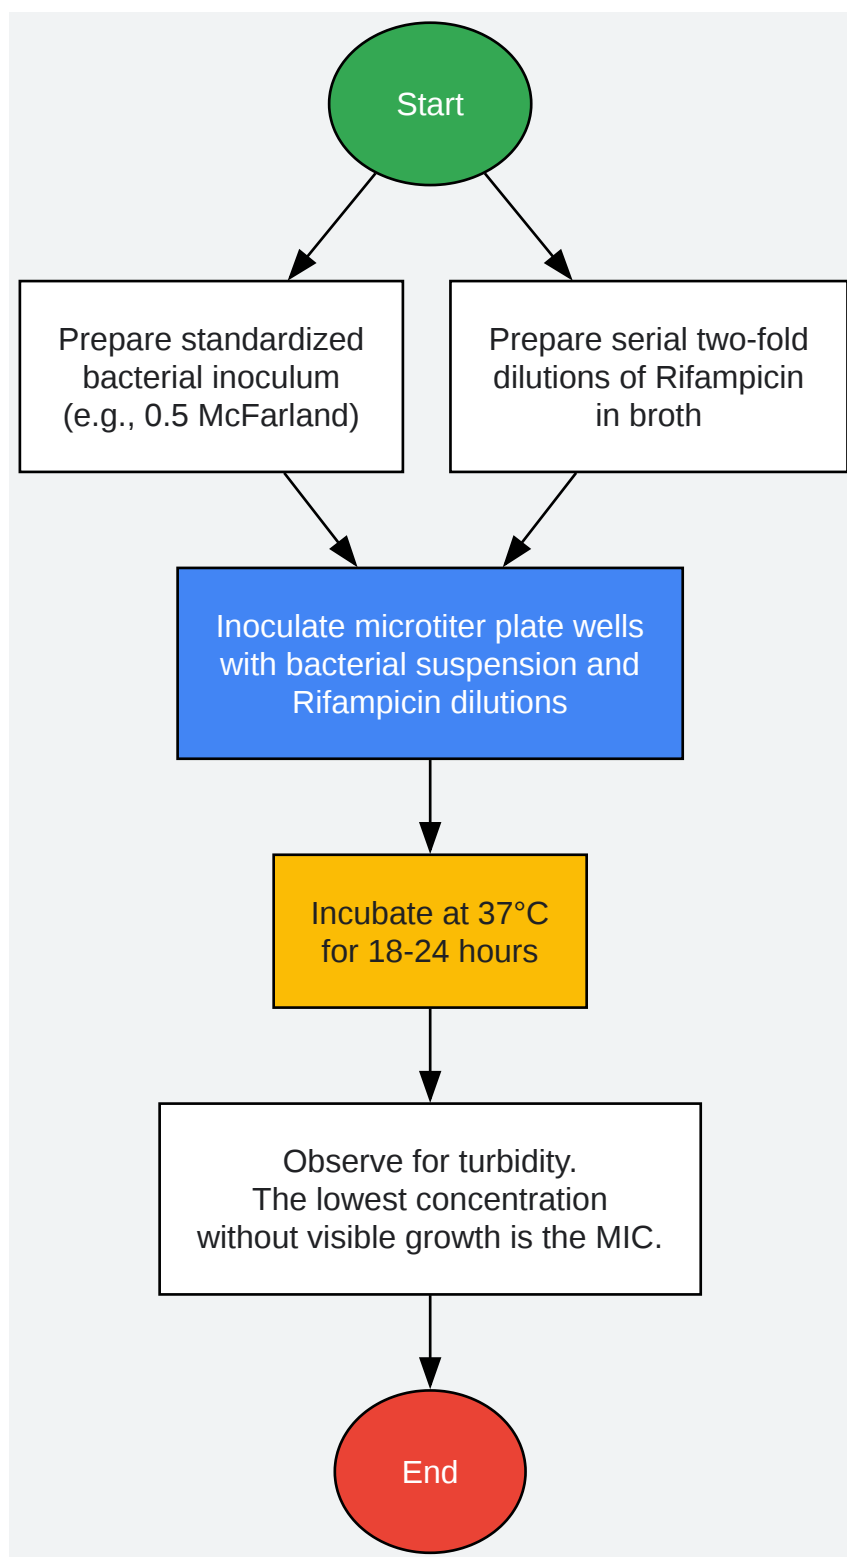 Start
Prepare standardized
bacterial inoculum
(e.g., 0.5 McFarland)
Prepare serial two-fold
dilutions of Rifampicin
in broth
Inoculate microtiter plate wells
with bacterial suspension and
Rifampicin dilutions
Incubate at 37°C
for 18-24 hours
Observe for turbidity.
The lowest concentration
without visible growth is the MIC.
End